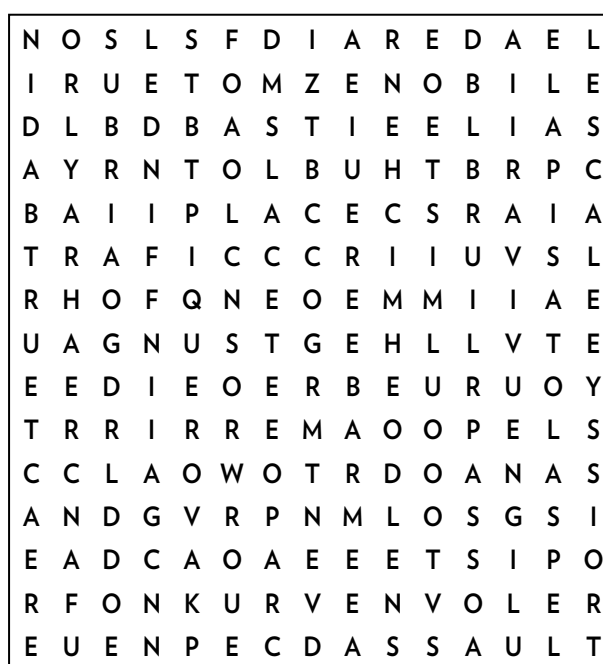 N O S L S F D I A R E D A E L
I R U E T O M Z E N O B I L E
D L B D B A S T I E E L I A S
A Y R N T O L B U H T B R P C
B A I I P L A C E C S R A I A
T R A F I C C C R I I U V S L
R H O F Q N E O E M M I I A E
U A G N U S T G E H L L V T E
E E D I E O E R B E U R U O Y
T R R I R R E M A O O P E L S
C C L A O W O T R D O A N A S
A N D G V R P N M L O S G S I
E A D C A O A E E E T S I P O
R F O N K U R V E N V O L E R
E U E N P E C D A S S A U L T